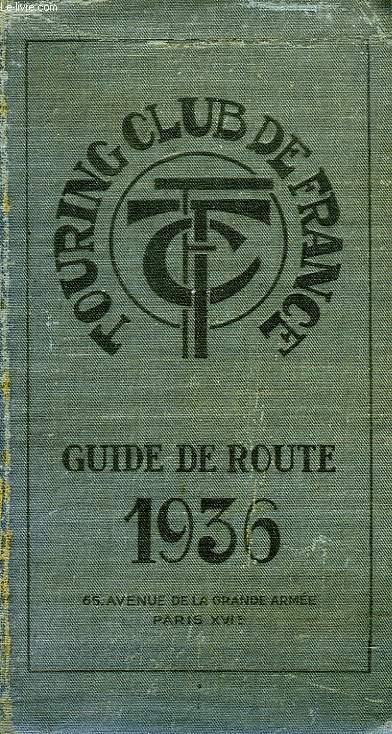 Le-livre.com
TOURING CLUB DE FRANCE
TCF
GUIDE DE ROUTE
1936
65, AVENUE DE LA GRANDE ARMÉE
PARIS XVIE